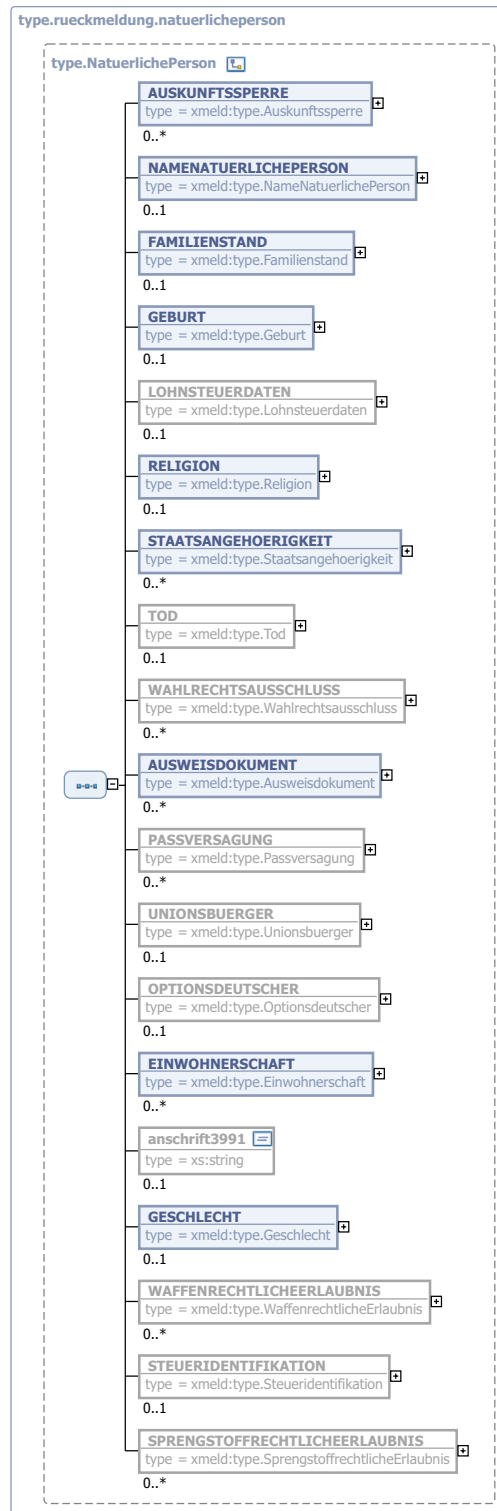 type.rueckmeldung.natuerlicheperson
type.NatuerlichePerson
AUSKUNFTSSPERRE
type = xmeld:type.Auskunftssperre
0..*
NAMENATUERLICHEPERSON
type = xmeld:type.NameNatuerlichePerson
0..1
FAMILIENSTAND
type = xmeld:type.Familienstand
0..1
GEBURT
type = xmeld:type.Geburt
0..1
LOHNSTEUERDATEN
type = xmeld:type.Lohnsteuerdaten
0..1
RELIGION
type = xmeld:type.Religion
0..1
STAATSANGEHOERIGKEIT
type = xmeld:type.Staatsangehoerigkeit
0..*
TOD
type = xmeld:type.Tod
0..1
WAHLRECHTSAUSSCHLUSS
type = xmeld:type.Wahlrechtsausschluss
0..*
AUSWEISDOKUMENT
type = xmeld:type.Ausweisdokument
0..*
PASSVERSAGUNG
type = xmeld:type.Passversagung
0..*
UNIONSBUERGER
type = xmeld:type.Unionsbuerger
0..1
OPTIONSDEUTSCHER
type = xmeld:type.Optionsdeutscher
0..1
EINWOHNERSCHAFT
type = xmeld:type.Einwohnerschaft
0..*
anschrift3991
type = xs:string
0..1
GESCHLECHT
type = xmeld:type.Geschlecht
0..1
WAFFENRECHTLICHEERLAUBNIS
type = xmeld:type.WaffenrechtlicheErlaubnis
0..*
STEUERIDENTIFIKATION
type = xmeld:type.Steueridentifikation
0..1
SPRENGSTOFFRECHTLICHEERLAUBNIS
type = xmeld:type.SprengstoffrechtlicheErlaubnis
0..*